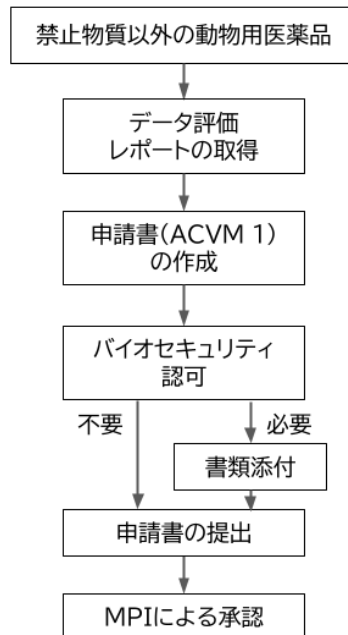 禁止物質以外の動物用医薬品
データ評価
レポートの取得
申請書(ACVM 1)
の作成
バイオセキュリティ
認可
不要
必要
書類添付
申請書の提出
MPIによる承認